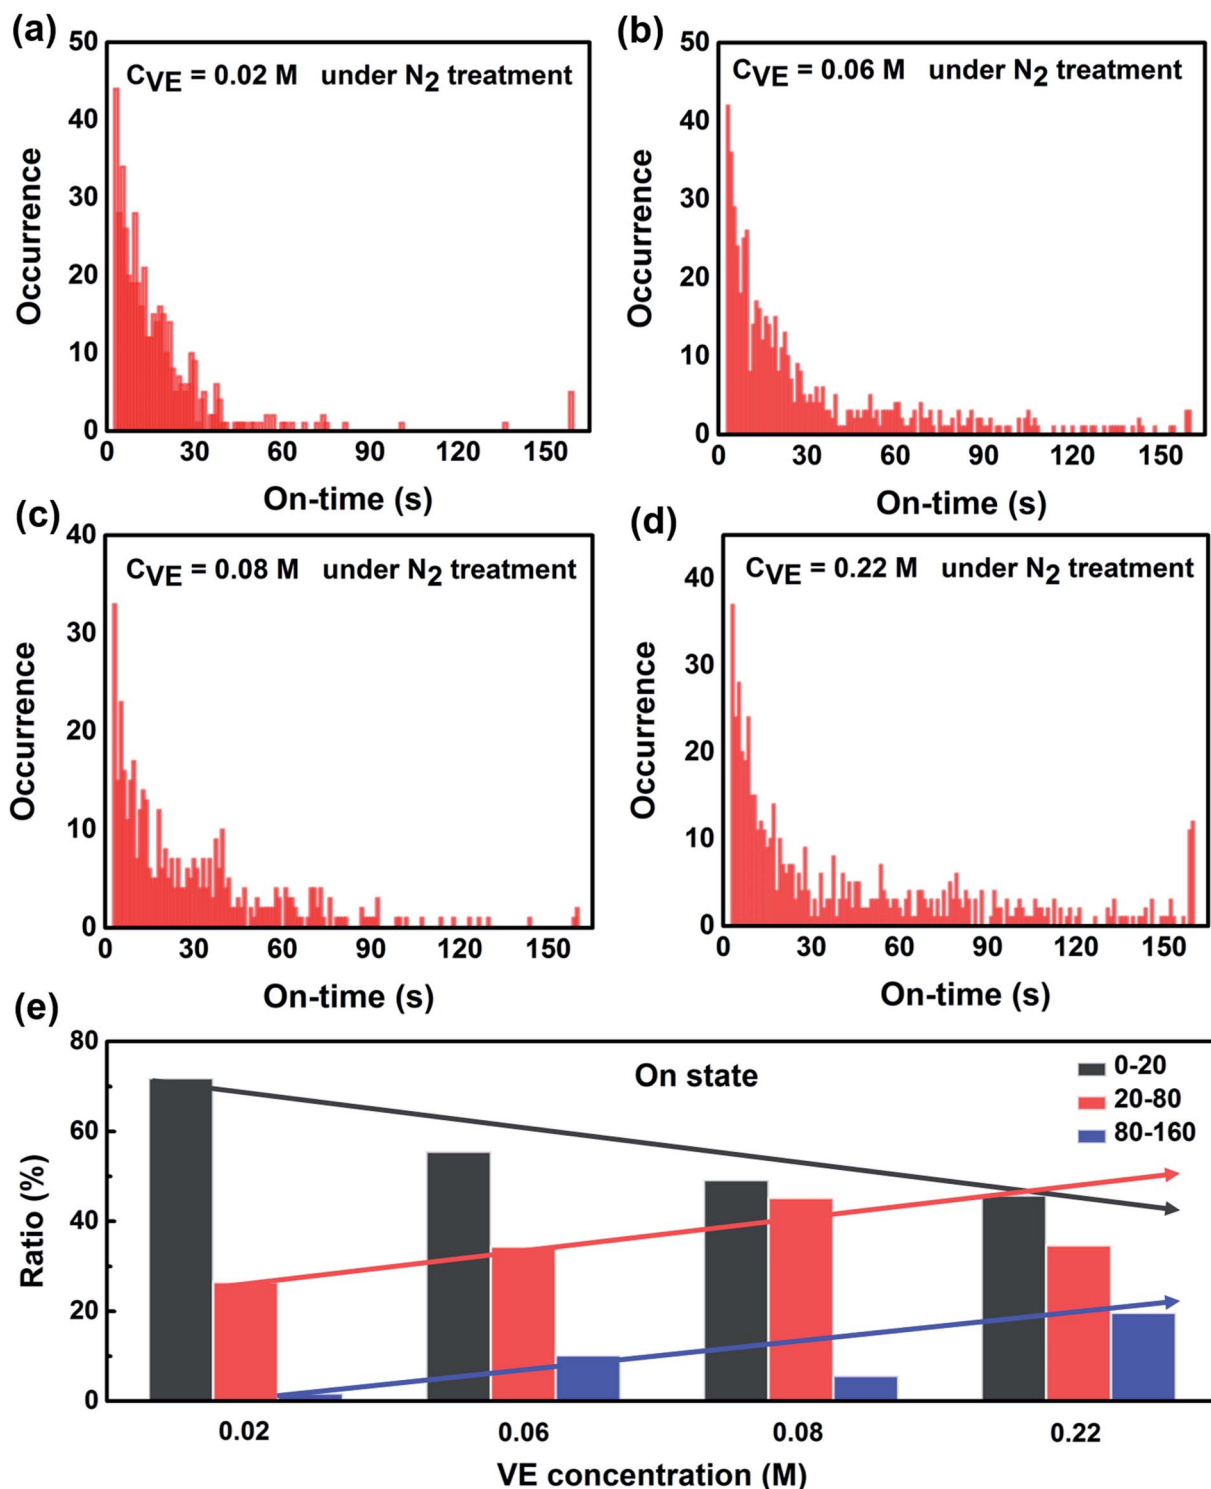 (a)
50
40
30
20
10
0
Occurrence
CVE = 0.02 M under N2 treatment
0 30 60 90 120 150
On-time (s)
(b)
50
40
30
20
10
0
Occurrence
CVE = 0.06 M under N2 treatment
0 30 60 90 120 150
On-time (s)
(c)
40
30
20
10
0
Occurrence
CVE = 0.08 M under N2 treatment
0 30 60 90 120 150
On-time (s)
(d)
40
30
20
10
0
Occurrence
CVE = 0.22 M under N2 treatment
0 30 60 90 120 150
On-time (s)
(e)
80
60
40
20
0
Ratio (%)
On state
0-20
20-80
80-160
0.02 0.06 0.08 0.22
VE concentration (M)